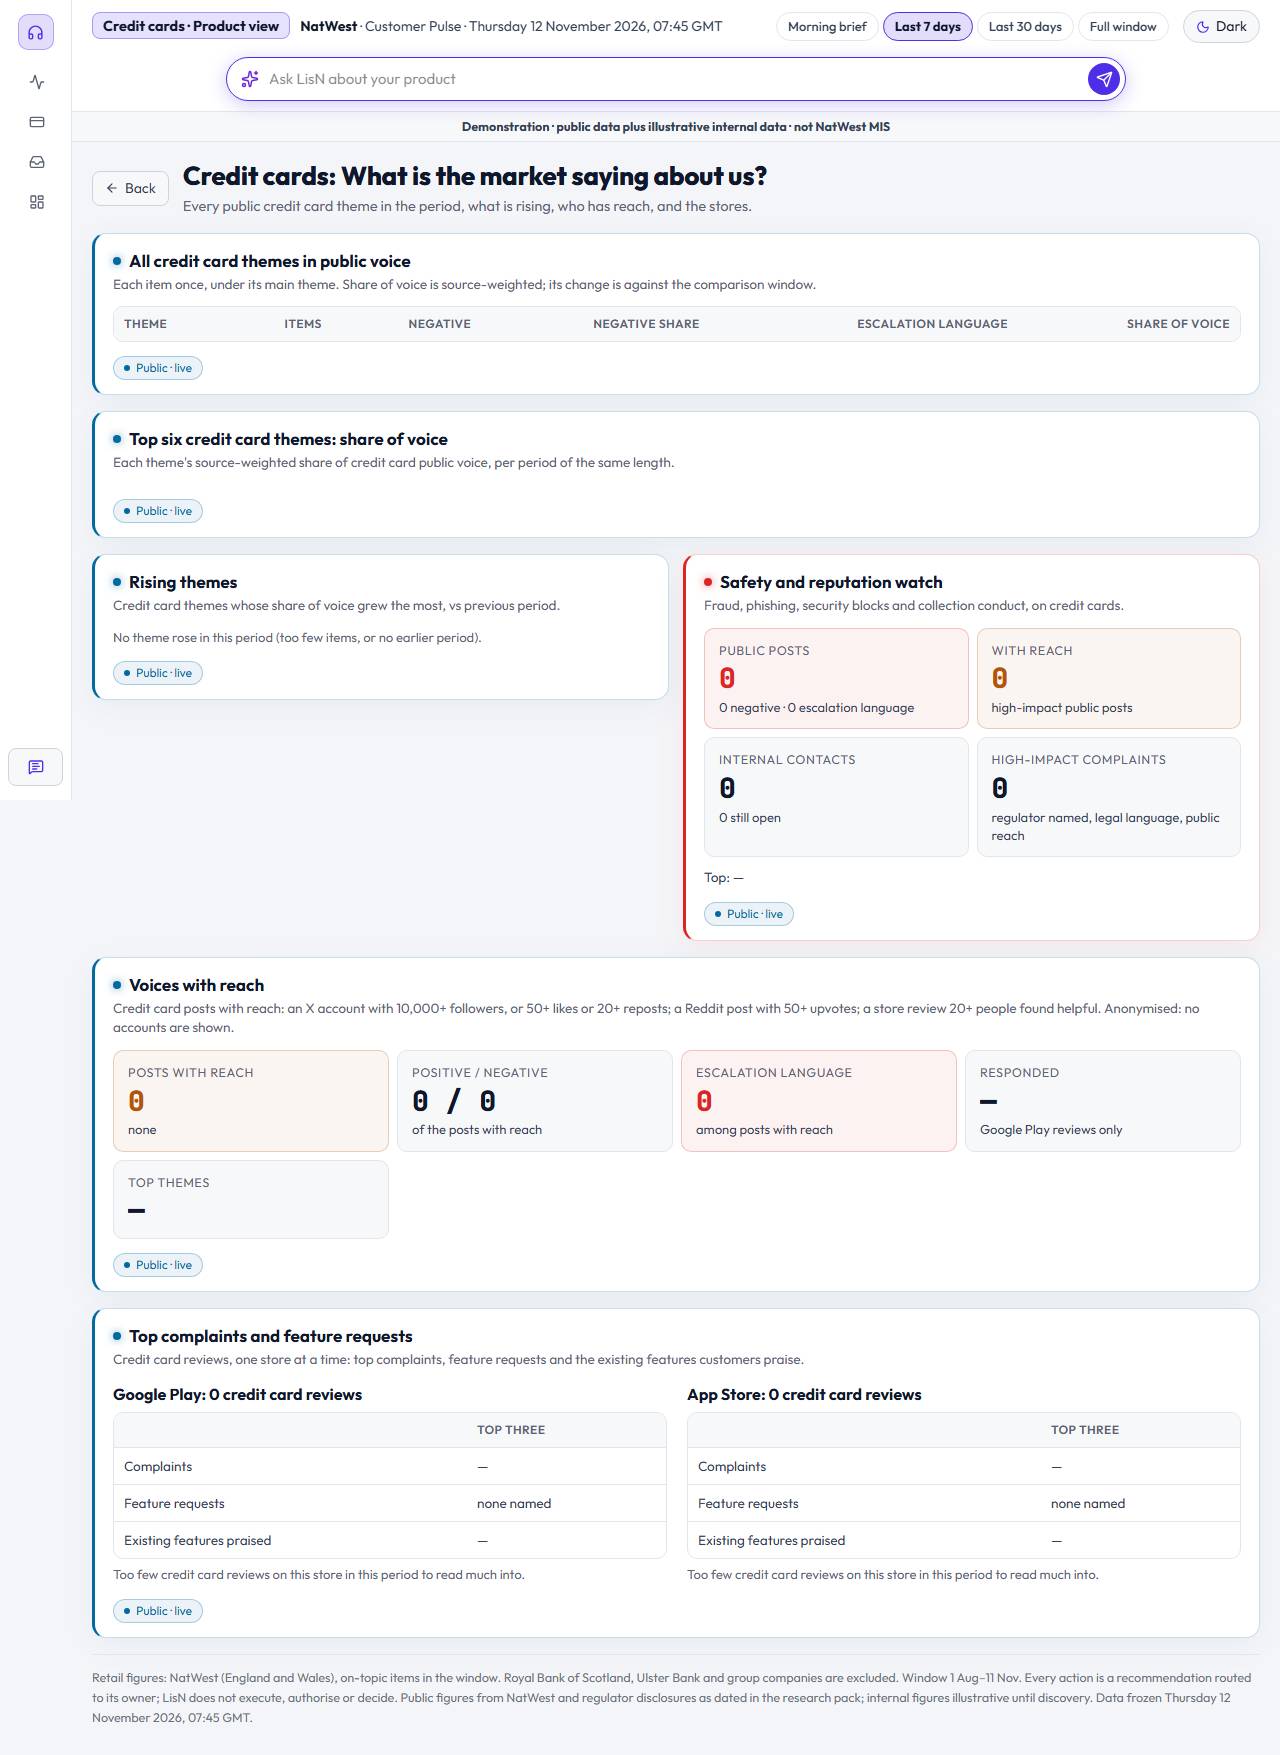 Credit cards · Product view
NatWest · Customer Pulse · Thursday 12 November 2026, 07:45 GMT
Morning brief
Last 7 days
Last 30 days
Full window
Dark
Ask LisN about your product
Demonstration · public data plus illustrative internal data · not NatWest MIS
Back
Credit cards: What is the market saying about us?
Every public credit card theme in the period, what is rising, who has reach, and the stores.
All credit card themes in public voice
Each item once, under its main theme. Share of voice is source-weighted; its change is against the comparison window.
THEME ITEMS NEGATIVE NEGATIVE SHARE ESCALATION LANGUAGE SHARE OF VOICE
Public · live
Top six credit card themes: share of voice
Each theme's source-weighted share of credit card public voice, per period of the same length.
Public · live
Rising themes
Credit card themes whose share of voice grew the most, vs previous period.
No theme rose in this period (too few items, or no earlier period).
Public · live
Safety and reputation watch
Fraud, phishing, security blocks and collection conduct, on credit cards.
PUBLIC POSTS
0
0 negative · 0 escalation language
WITH REACH
0
high-impact public posts
INTERNAL CONTACTS
0
0 still open
HIGH-IMPACT COMPLAINTS
0
regulator named, legal language, public
reach
Top: —
Public · live
Voices with reach
Credit card posts with reach: an X account with 10,000+ followers, or 50+ likes or 20+ reposts; a Reddit post with 50+ upvotes; a store review 20+ people found helpful. Anonymised: no
accounts are shown.
POSTS WITH REACH
0
none
POSITIVE / NEGATIVE
0 / 0
of the posts with reach
ESCALATION LANGUAGE
0
among posts with reach
RESPONDED
—
Google Play reviews only
TOP THEMES
—
Public · live
Top complaints and feature requests
Credit card reviews, one store at a time: top complaints, feature requests and the existing features customers praise.
Google Play: 0 credit card reviews
TOP THREE
Complaints —
Feature requests none named
Existing features praised —
Too few credit card reviews on this store in this period to read much into.
App Store: 0 credit card reviews
TOP THREE
Complaints —
Feature requests none named
Existing features praised —
Too few credit card reviews on this store in this period to read much into.
Public · live
Retail figures: NatWest (England and Wales), on-topic items in the window. Royal Bank of Scotland, Ulster Bank and group companies are excluded. Window 1 Aug–11 Nov. Every action is a recommendation routed
to its owner; LisN does not execute, authorise or decide. Public figures from NatWest and regulator disclosures as dated in the research pack; internal figures illustrative until discovery. Data frozen Thursday 12
November 2026, 07:45 GMT.